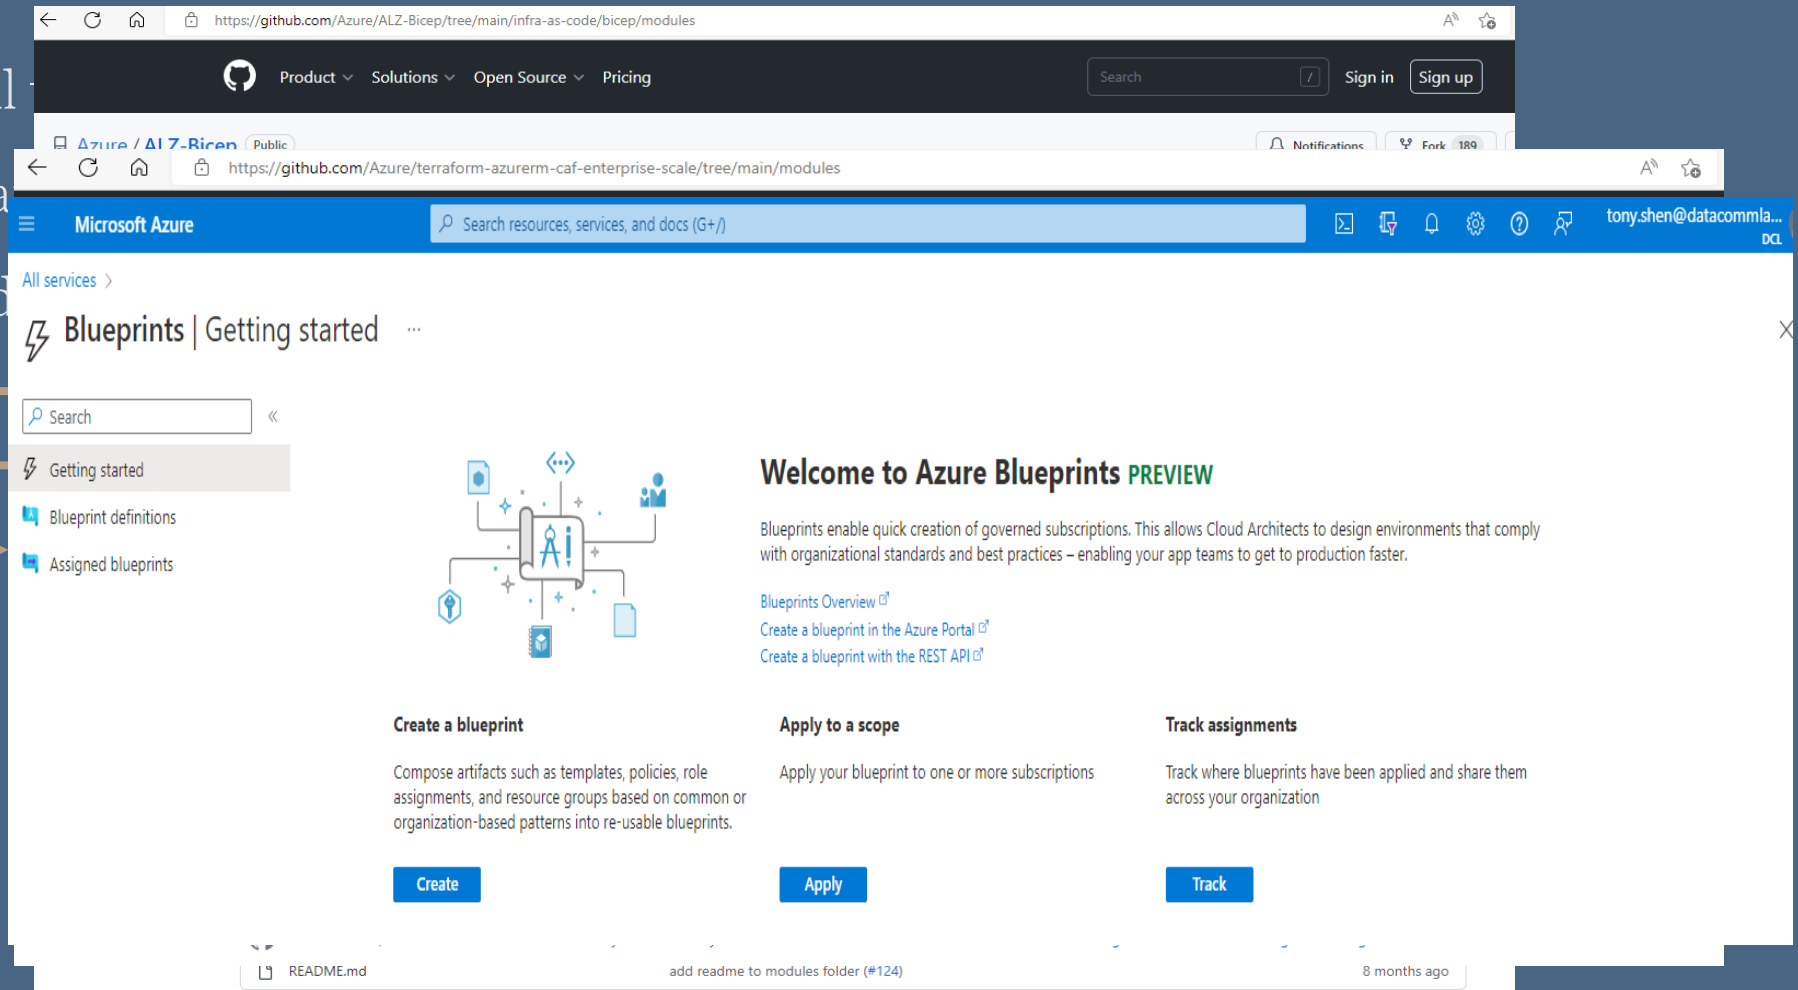 https://github.com/Azure/ALZ-Bicep/tree/main/infra-as-code/bicep/modules
Product Solutions Open Source Pricing
Search / Sign in Sign up
Azure / ALZ-Bicep Public
Notifications Fork 189
https://github.com/Azure/terraform-azurerm-caf-enterprise-scale/tree/main/modules
Microsoft Azure
Search resources, services, and docs (G+/)
tony.shen@datacommla...
DCL
All services >
Blueprints | Getting started ...
Search «
Getting started
Blueprint definitions
Assigned blueprints
Welcome to Azure Blueprints PREVIEW
Blueprints enable quick creation of governed subscriptions. This allows Cloud Architects to design environments that comply
with organizational standards and best practices – enabling your app teams to get to production faster.
Blueprints Overview
Create a blueprint in the Azure Portal
Create a blueprint with the REST API
Create a blueprint
Compose artifacts such as templates, policies, role
assignments, and resource groups based on common or
organization-based patterns into re-usable blueprints.
Create
Apply to a scope
Apply your blueprint to one or more subscriptions
Apply
Track assignments
Track where blueprints have been applied and share them
across your organization
Track
README.md add readme to modules folder (#124) 8 months ago